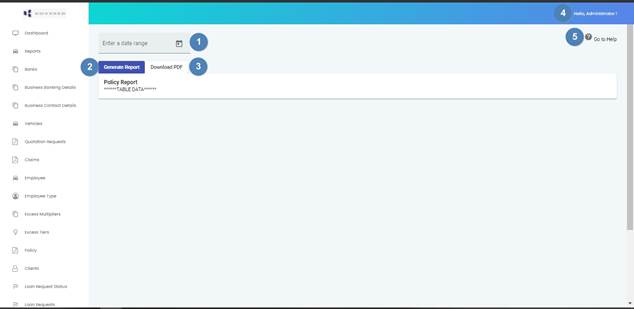 4
Hello, Administrator !
Dashboard
Reports
Banks
Business Banking Details
Business Contact Details
Vehicles
Quotation Requests
Claims
Employee
Employee Type
Excess Multipliers
Excess Tiers
Policy
Clients
Loan Request Status
Loan Requests
Enter a date range
1
5
Go to Help
2
Generate Report
Download PDF
3
Policy Report
******TABLE DATA******